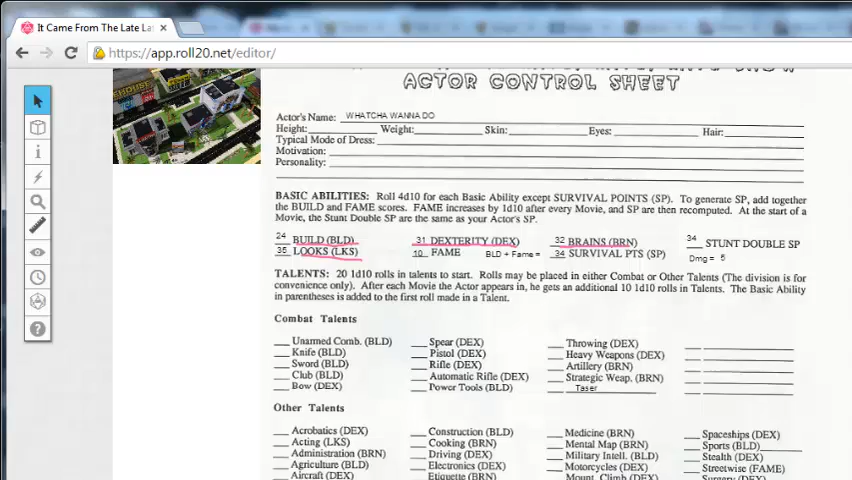 It Came From The Late La
https://app.roll20.net/editor/
ACTOR CONTROL SHEET
Actor's Name: WHATCHA WANNA DO
Height: Weight: Skin: Eyes: Hair:
Typical Mode of Dress:
Motivation:
Personality:
BASIC ABILITIES: Roll 4d10 for each Basic Ability except SURVIVAL POINTS (SP). To generate SP, add together
the BUILD and FAME scores. FAME increases by 1d10 after every Movie, and SP are then recomputed. At the start of a
Movie, the Stunt Double SP are the same as your Actor's SP.
24 BUILD (BLD) 31 DEXTERITY (DEX) 32 BRAINS (BRN) 34 STUNT DOUBLE SP
35 LOOKS (LKS) 10 FAME BLD + Fame = 34 SURVIVAL PTS (SP) Dmg = 5
TALENTS: 20 1d10 rolls in talents to start. Rolls may be placed in either Combat or Other Talents (The division is for
convenience only). After each Movie the Actor appears in, he gets an additional 10 1d10 rolls in Talents. The Basic Ability
in parentheses is added to the first roll made in a Talent.
Combat Talents
Unarmed Comb. (BLD) Spear (DEX) Throwing (DEX)
Knife (BLD) Pistol (DEX) Heavy Weapons (DEX)
Sword (BLD) Rifle (DEX) Artillery (BRN)
Club (BLD) Automatic Rifle (DEX) Strategic Weap. (BRN)
Bow (DEX) Power Tools (BLD) Taser
Other Talents
Acrobatics (DEX) Construction (BLD) Medicine (BRN) Spaceships (DEX)
Acting (LKS) Cooking (BRN) Mental Map (BRN) Sports (BLD)
Administration (BRN) Driving (DEX) Military Intell. (BLD) Stealth (DEX)
Agriculture (BLD) Electronics (DEX) Motorcycles (DEX) Streetwise (FAME)
Aircraft (DEX) Etiquette (BRN) Mount. Climb (DEX) Surgery (DEX)